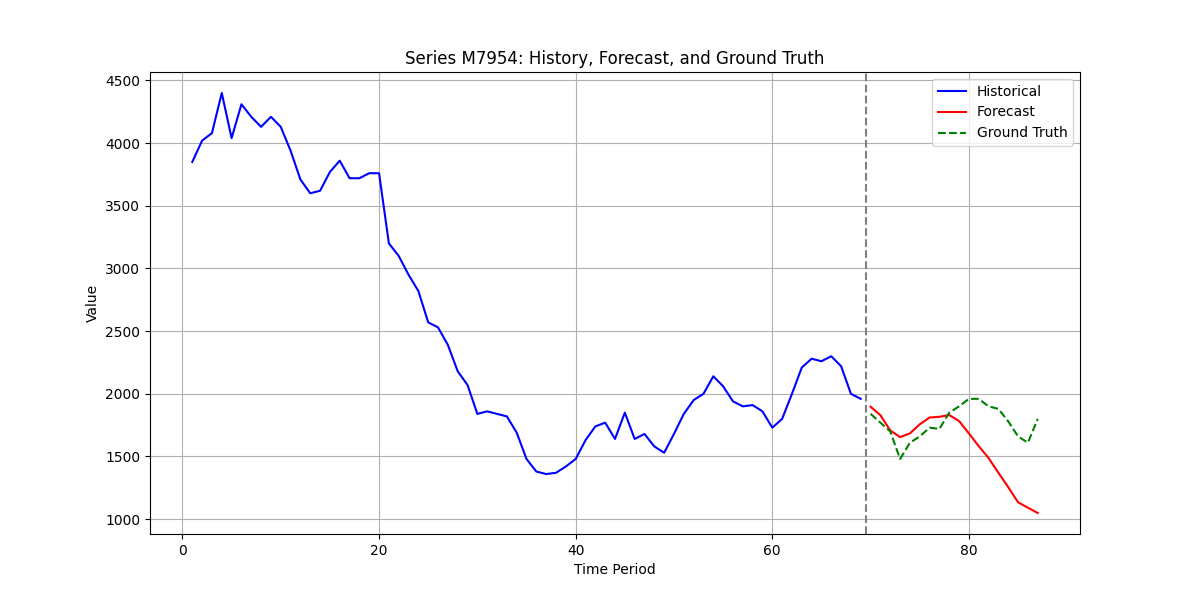 Series M7954: History, Forecast, and Ground Truth
Historical
Forecast
Ground Truth
4500
4000
3500
3000
2500
2000
1500
1000
Value
0 20 40 60 80
Time Period